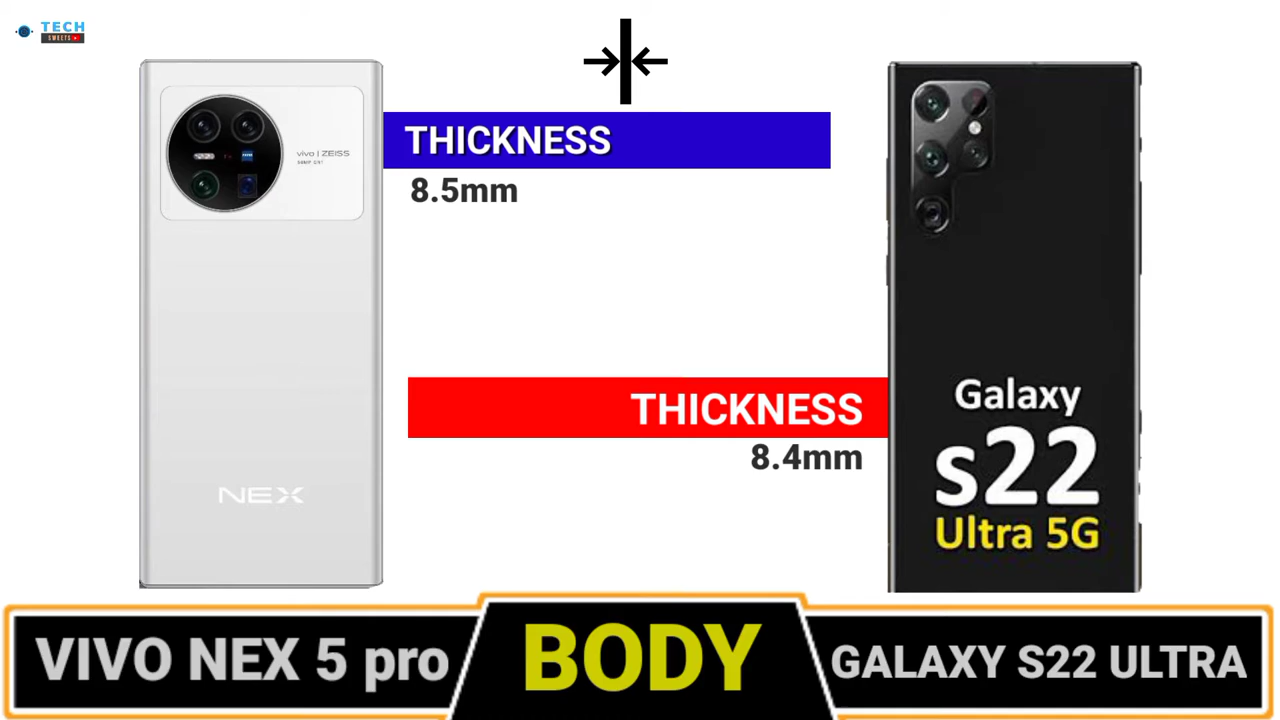 TECH
SWEETS
THICKNESS
8.5mm
vivo | ZEISS
THICKNESS
8.4mm
NEX
Galaxy
s22
Ultra 5G
VIVO NEX 5 pro
BODY
GALAXY S22 ULTRA